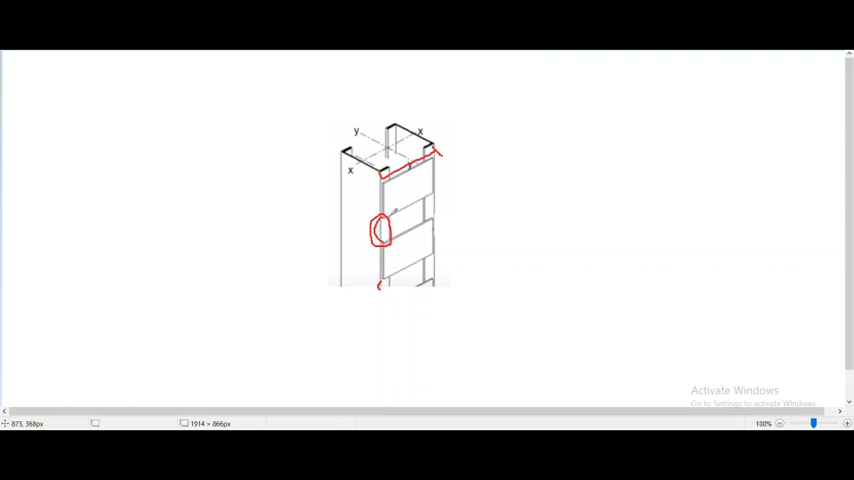 y
x
x
Activate Windows
Go to Settings to activate Windows.
873, 368px
1914 × 866px
100%